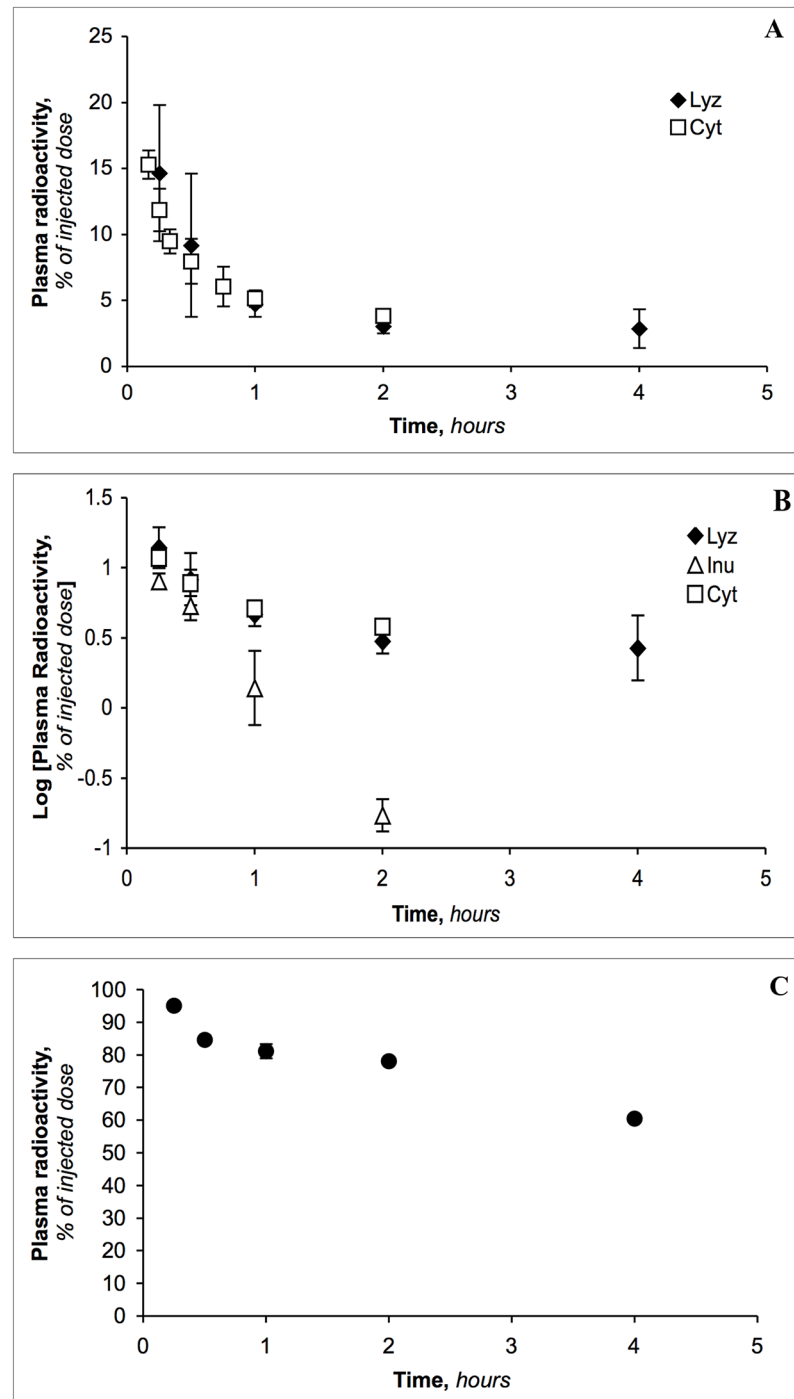 A
Plasma radioactivity,
% of injected dose
25
20
15
10
5
0
Lyz
Cyt
0 1 2 3 4 5
Time, hours
B
Log [Plasma Radioactivity,
% of injected dose]
1.5
1
0.5
0
-0.5
-1
Lyz
Inu
Cyt
0 1 2 3 4 5
Time, hours
C
Plasma radioactivity,
% of injected dose
100
90
80
70
60
50
40
30
20
10
0
0 1 2 3 4 5
Time, hours